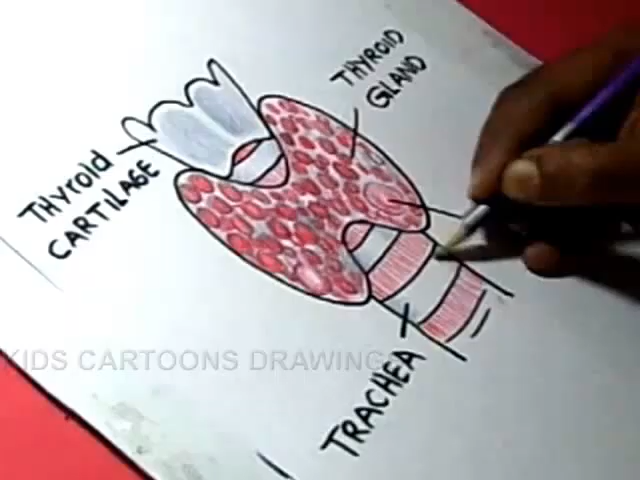 THYROID
GLAND
THyroid
CARTILAGE
KIDS CARTOONS DRAWING
TRACHEA